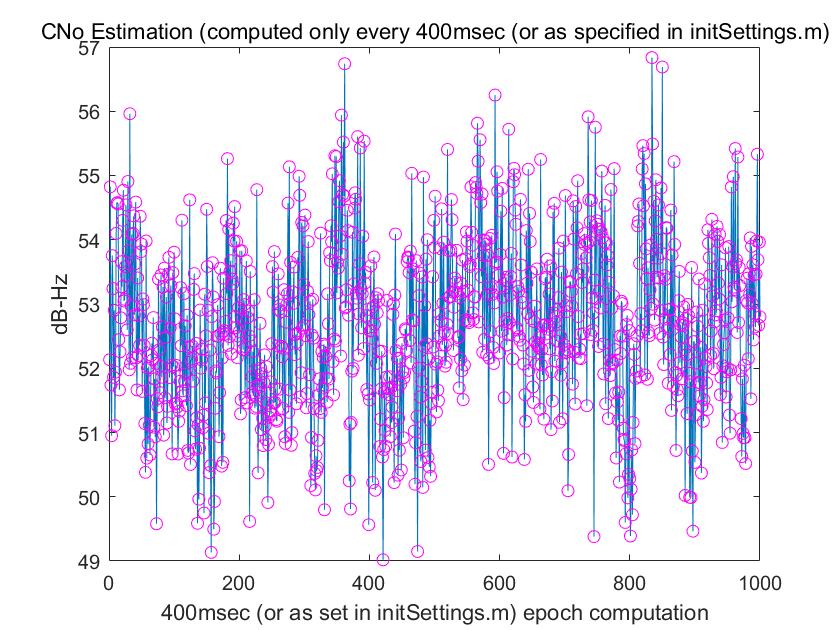 CNo Estimation (computed only every 400msec (or as specified in initSettings.m)
57
56
55
54
53
52
51
50
49
dB-Hz
0 200 400 600 800 1000
400msec (or as set in initSettings.m) epoch computation